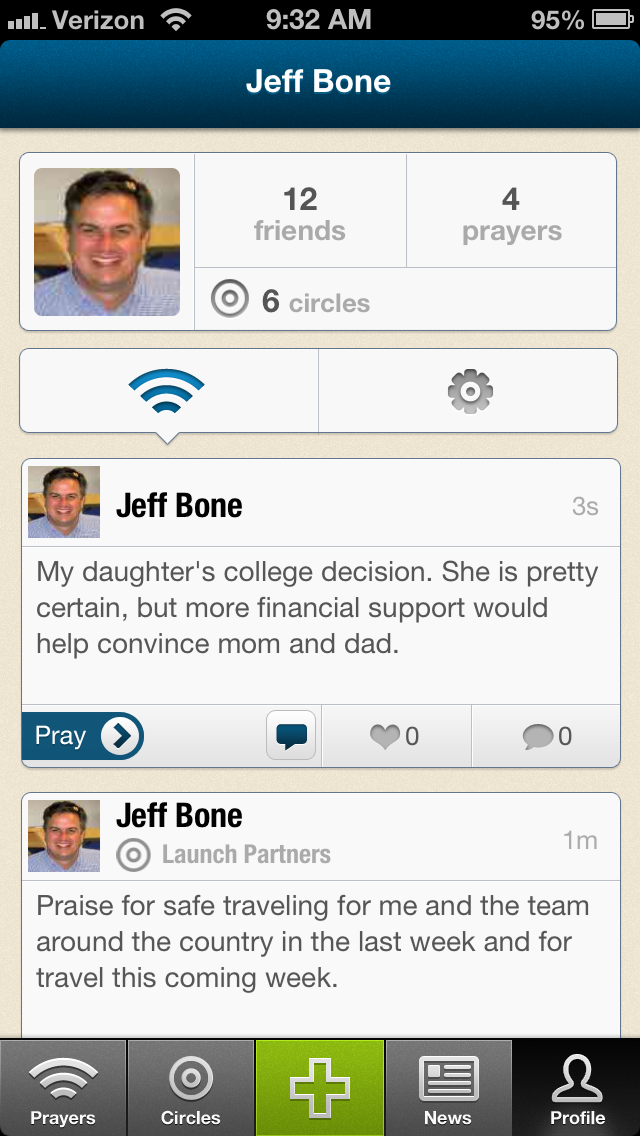 Verizon 9:32 AM 95%
Jeff Bone
12 4
friends prayers
6 circles
Jeff Bone 3s
My daughter's college decision. She is pretty
certain, but more financial support would
help convince mom and dad.
Pray 0 0
Jeff Bone
Launch Partners 1m
Praise for safe traveling for me and the team
around the country in the last week and for
travel this coming week.
Prayers Circles News Profile